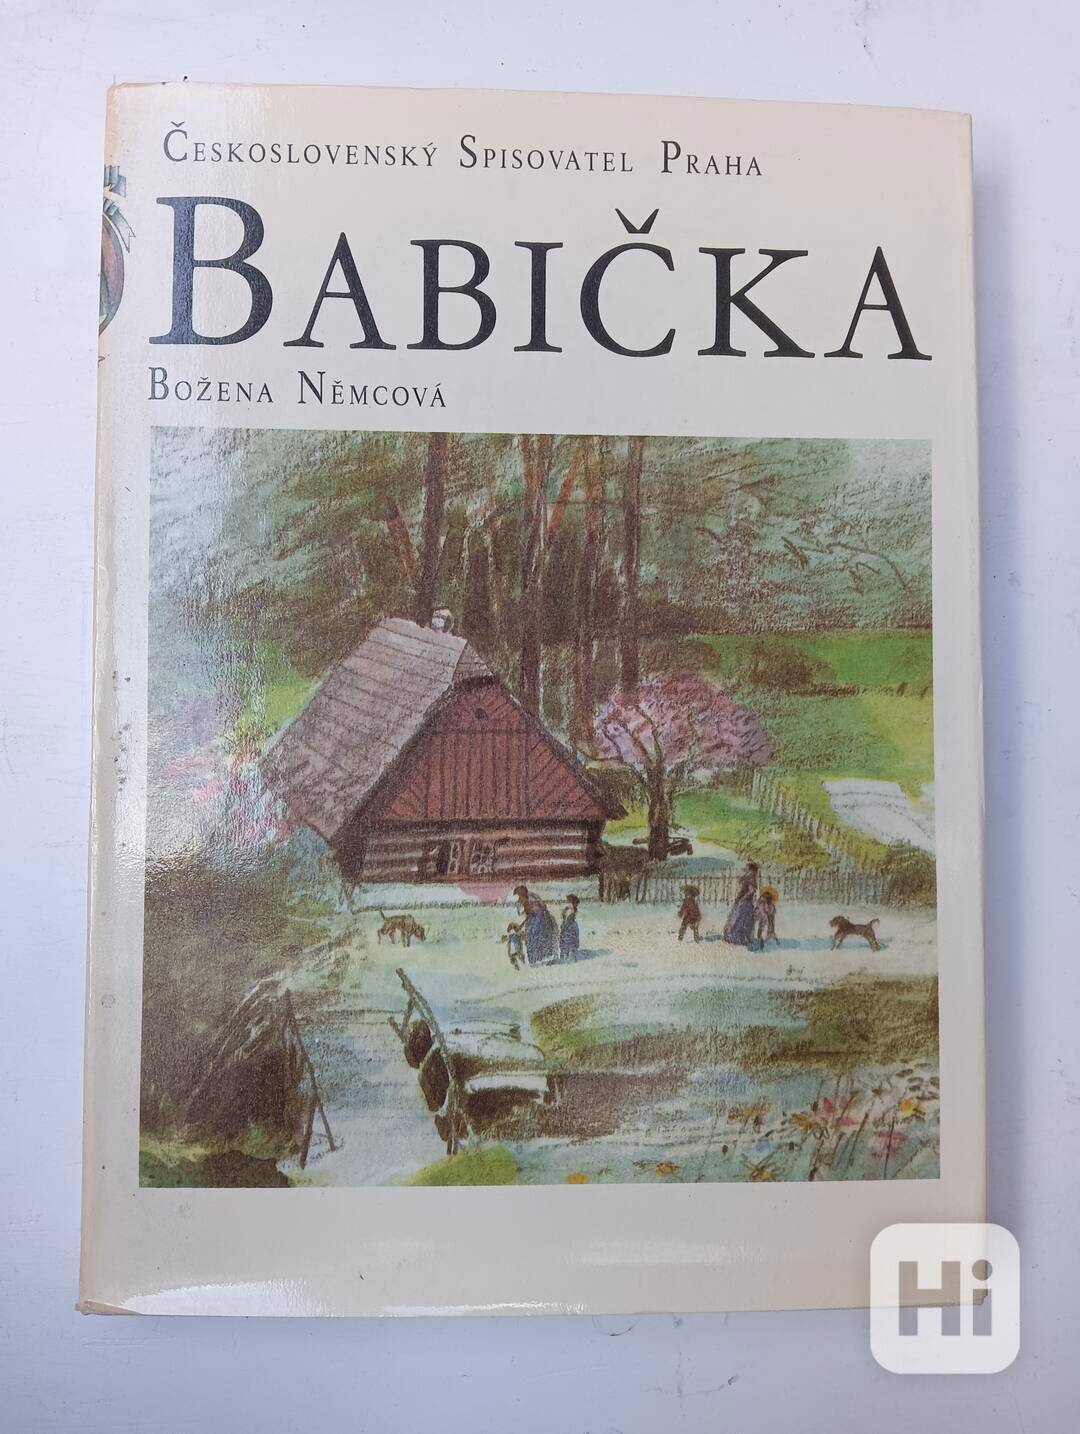 Československý Spisovatel Praha
Babička
Božena Němcová
Hi